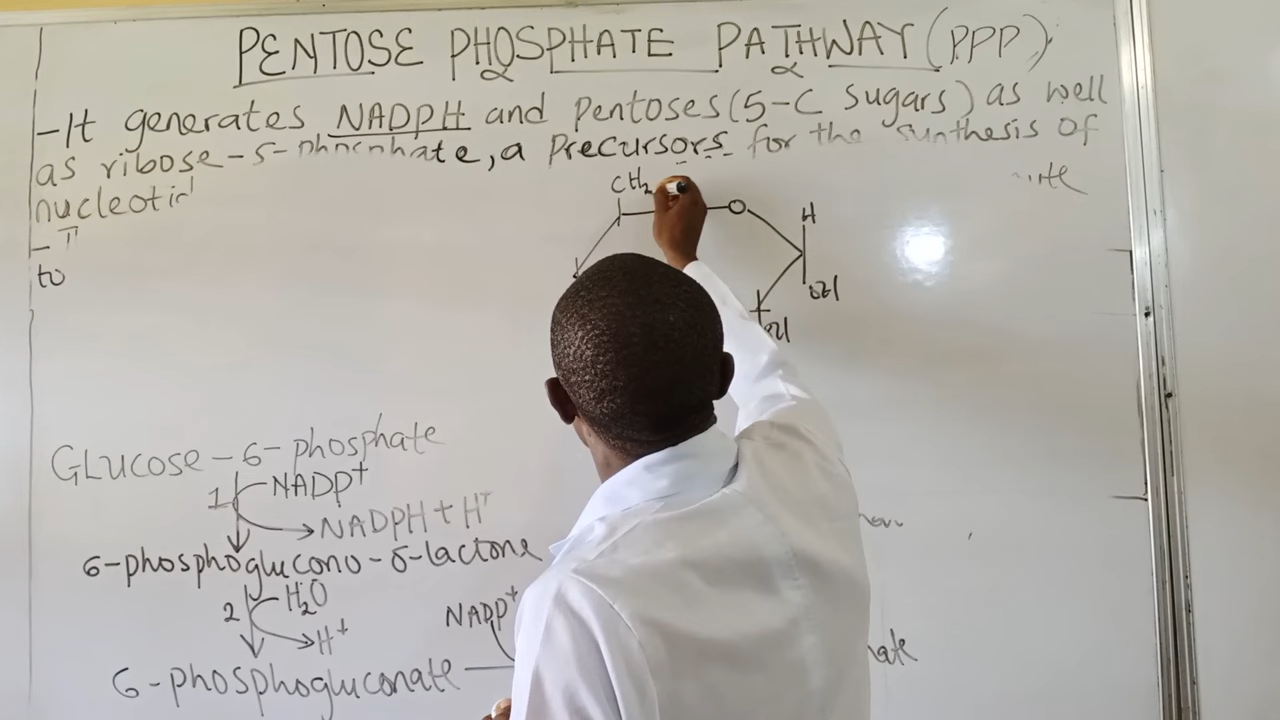 PENTOSE PHOSPHATE PATHWAY (PPP)
-It generates NADPH and pentoses (5-C sugars) as well
as ribose-5-phosphate, a precursors for the synthesis of
to
CH2
O
H
Glucose-6-phosphate
1 NADP+
NADPH + H+
6-phosphoglucono-δ-lactone
2 H2O
H+
NADP+
6-phosphogluconate